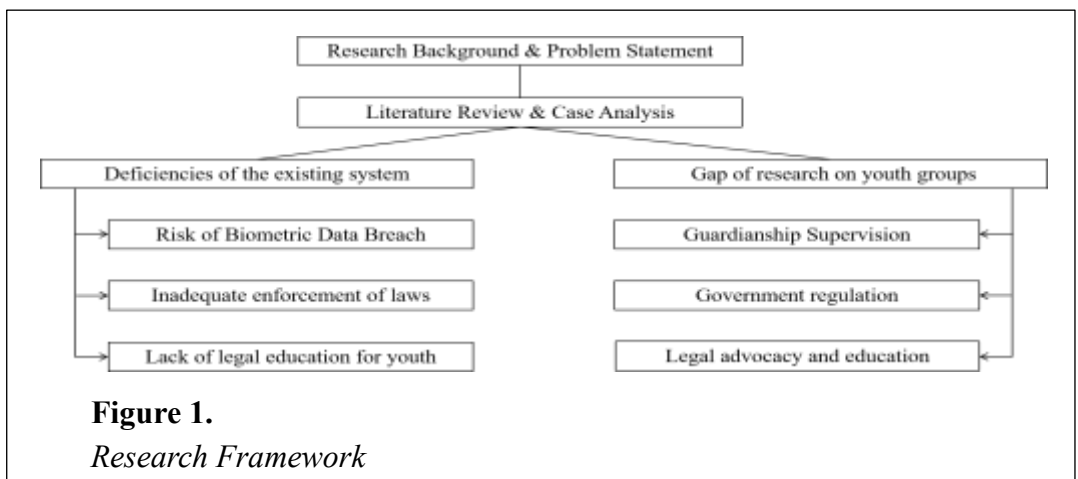 Research Background & Problem Statement
Literature Review & Case Analysis
Deficiencies of the existing system
Gap of research on youth groups
Risk of Biometric Data Breach
Guardianship Supervision
Inadequate enforcement of laws
Government regulation
Lack of legal education for youth
Legal advocacy and education
Figure 1.
Research Framework